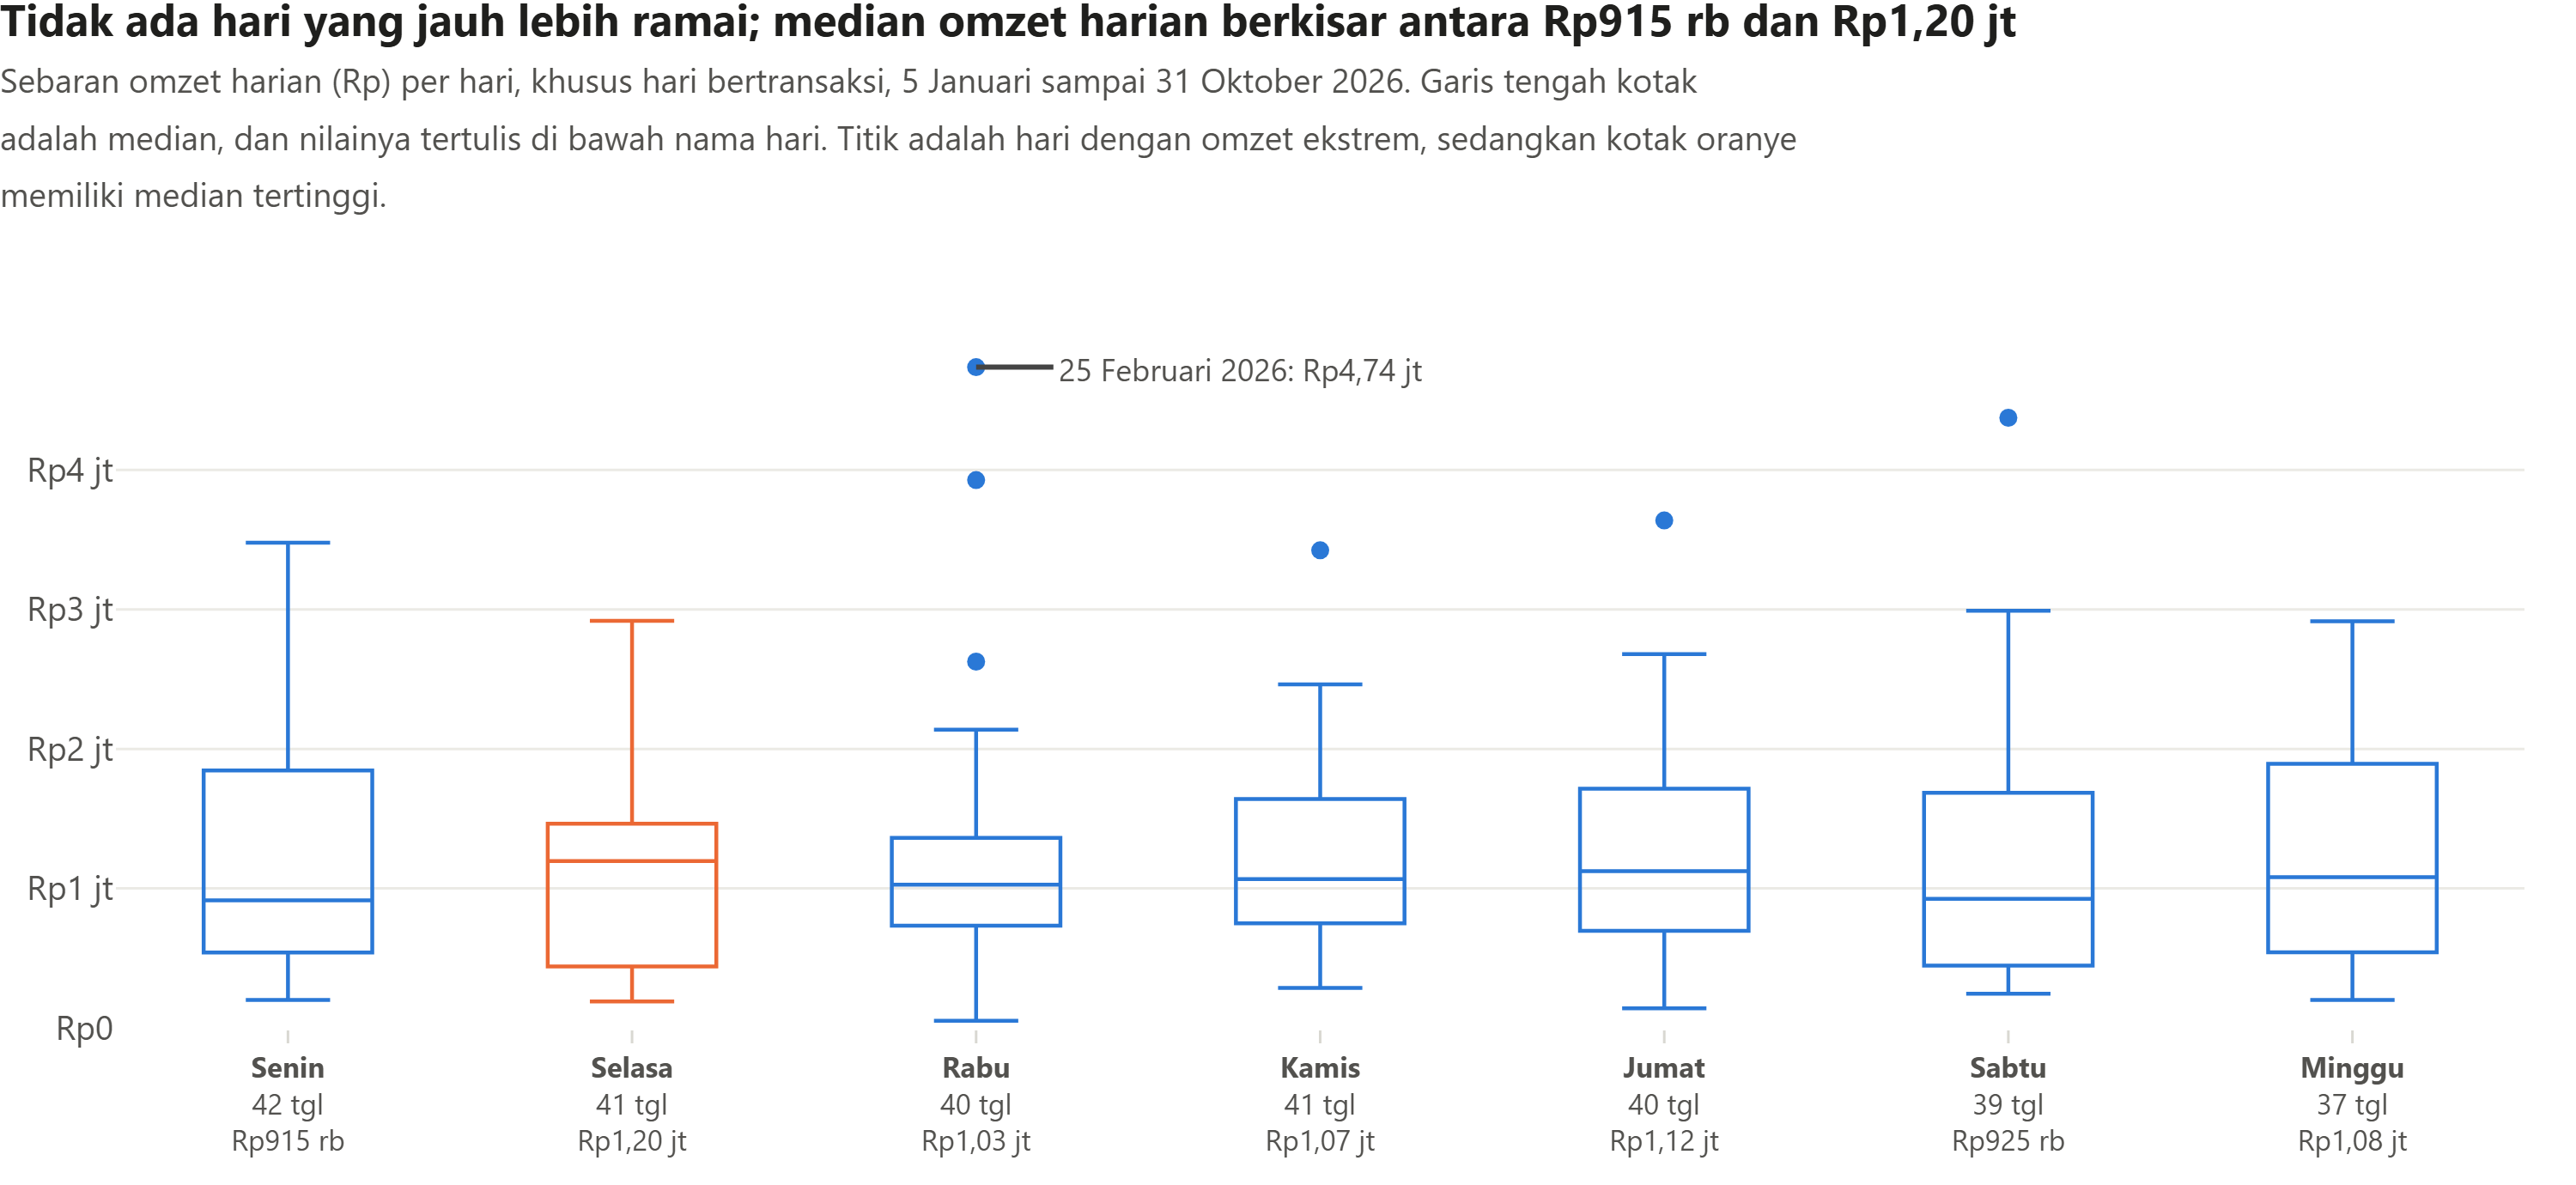 Tidak ada hari yang jauh lebih ramai; median omzet harian berkisar antara Rp915 rb dan Rp1,20 jt
Sebaran omzet harian (Rp) per hari, khusus hari bertransaksi, 5 Januari sampai 31 Oktober 2026. Garis tengah kotak
adalah median, dan nilainya tertulis di bawah nama hari. Titik adalah hari dengan omzet ekstrem, sedangkan kotak oranye
memiliki median tertinggi.
25 Februari 2026: Rp4,74 jt
Rp4 jt
Rp3 jt
Rp2 jt
Rp1 jt
Rp0
Senin
42 tgl
Rp915 rb
Selasa
41 tgl
Rp1,20 jt
Rabu
40 tgl
Rp1,03 jt
Kamis
41 tgl
Rp1,07 jt
Jumat
40 tgl
Rp1,12 jt
Sabtu
39 tgl
Rp925 rb
Minggu
37 tgl
Rp1,08 jt